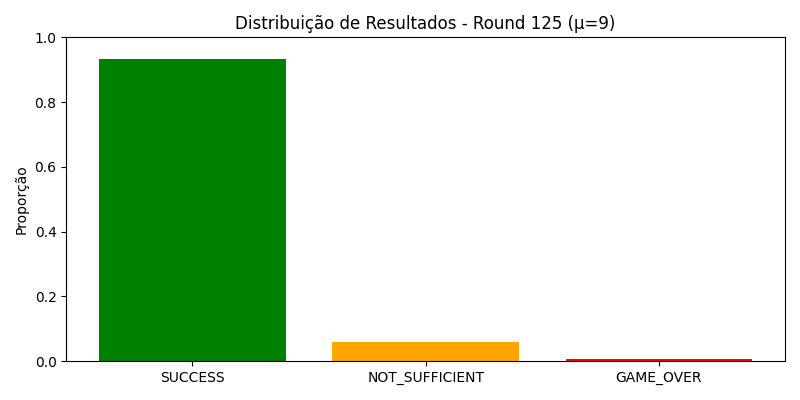 Distribuição de Resultados - Round 125 (μ=9)
Proporção
1.0
0.8
0.6
0.4
0.2
0.0
SUCCESS
NOT_SUFFICIENT
GAME_OVER